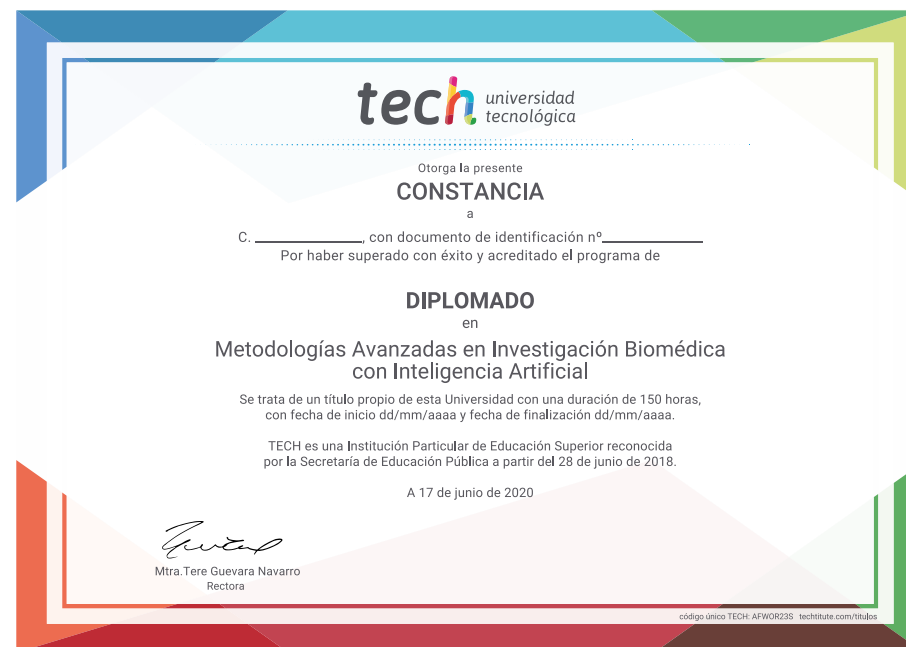 tech universidad
tecnológica
Otorga la presente
CONSTANCIA
a
C. ____________, con documento de identificación nº____________
Por haber superado con éxito y acreditado el programa de
DIPLOMADO
en
Metodologías Avanzadas en Investigación Biomédica
con Inteligencia Artificial
Se trata de un título propio de esta Universidad con una duración de 150 horas,
con fecha de inicio dd/mm/aaaa y fecha de finalización dd/mm/aaaa.
TECH es una Institución Particular de Educación Superior reconocida
por la Secretaría de Educación Pública a partir del 28 de junio de 2018.
A 17 de junio de 2020
Mtra.Tere Guevara Navarro
Rectora
código único TECH: AFWOR23S techtitute.com/titulos